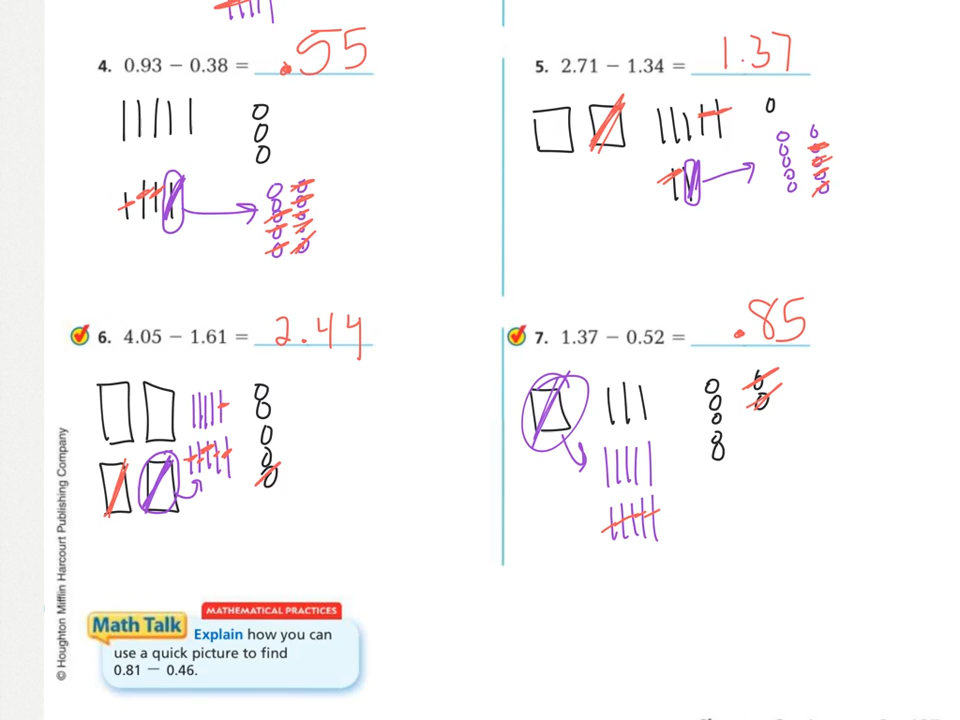 4. 0.93 − 0.38 = .55
5. 2.71 − 1.34 = 1.37
6. 4.05 − 1.61 = 2.44
7. 1.37 − 0.52 = .85
© Houghton Mifflin Harcourt Publishing Company
MATHEMATICAL PRACTICES
Math Talk
Explain how you can
use a quick picture to find
0.81 − 0.46.